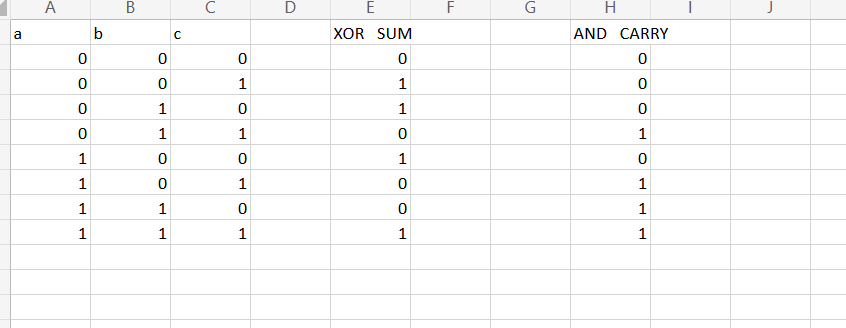 A B C D E F G H I J
a b c XOR SUM AND CARRY
0 0 0 0 0
0 0 1 1 0
0 1 0 1 0
0 1 1 0 1
1 0 0 1 0
1 0 1 0 1
1 1 0 0 1
1 1 1 1 1